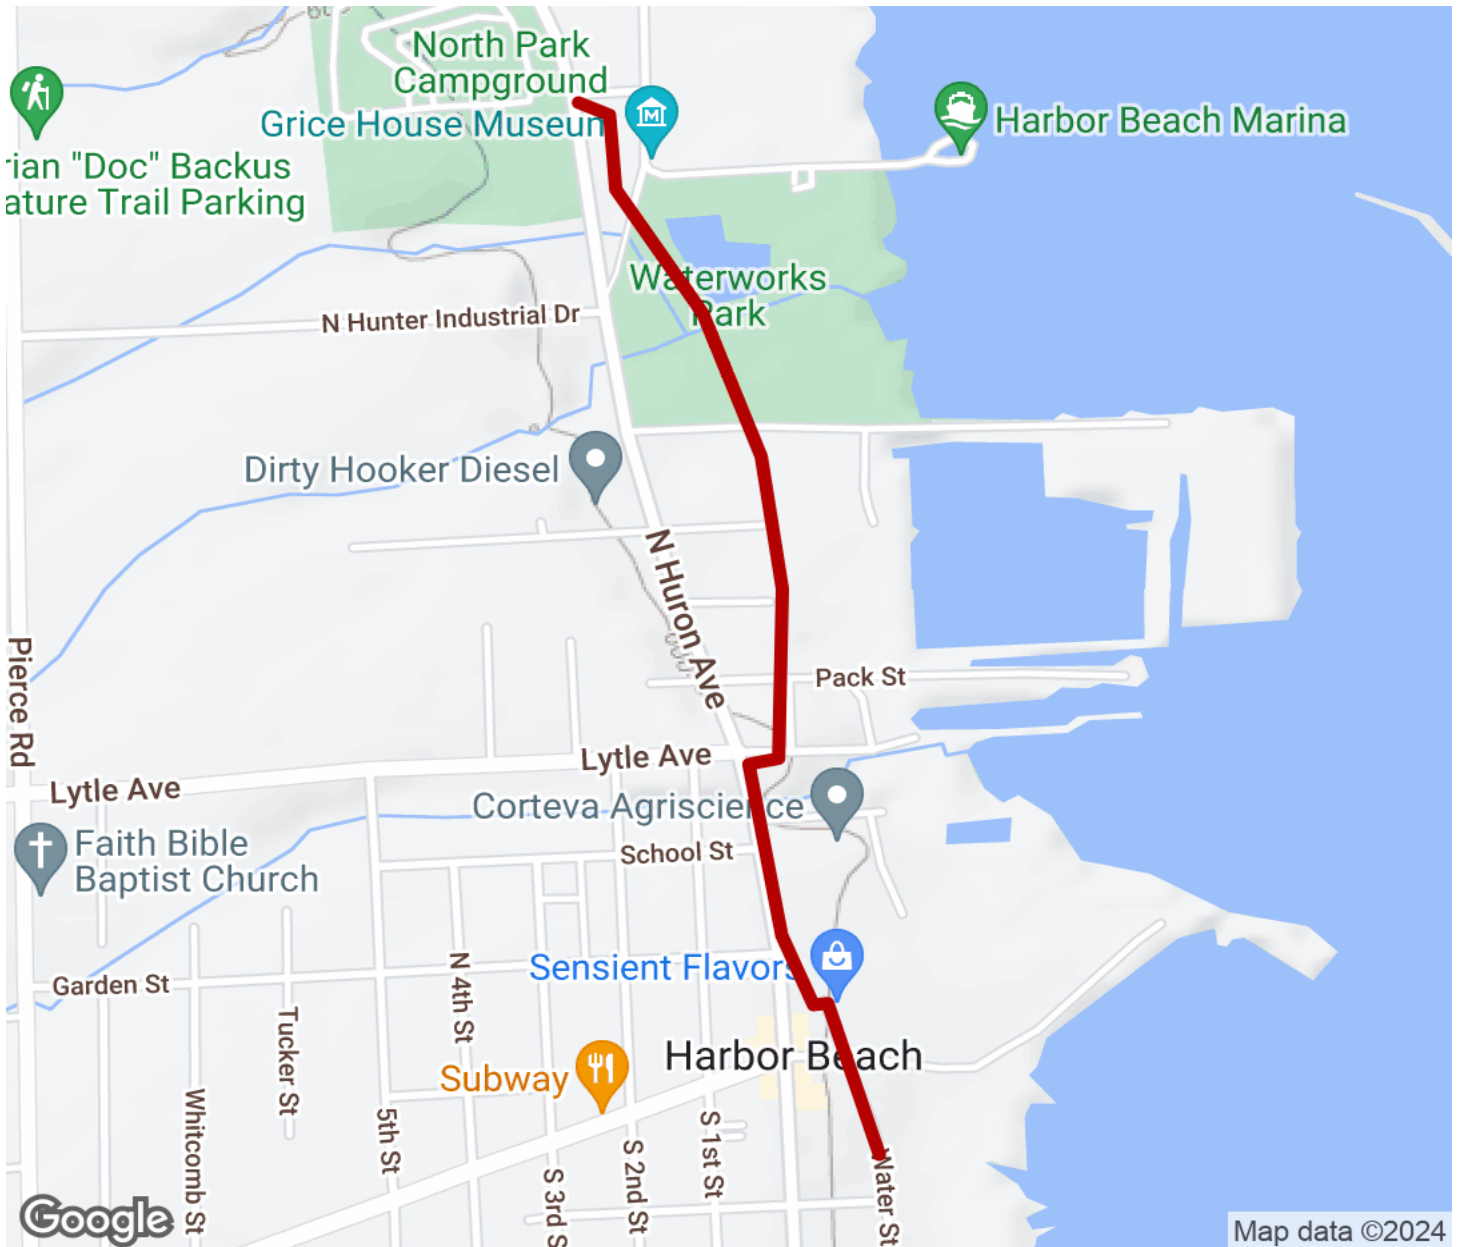 North Park
Campground
Grice House Museum
Harbor Beach Marina
rian "Doc" Backus
ature Trail Parking
Waterworks
Park
N Hunter Industrial Dr
Dirty Hooker Diesel
N Huron Ave
Pierce Rd
Pack St
Lytle Ave
Lytle Ave
Corteva Agriscience
Faith Bible
Baptist Church
School St
Sensient Flavors
Garden St
N 4th St
Tucker St
Harbor Beach
Subway
Whitcomb St
5th St
S 1st St
S 2nd St
S 3rd S
Water St
Google
Map data ©2024